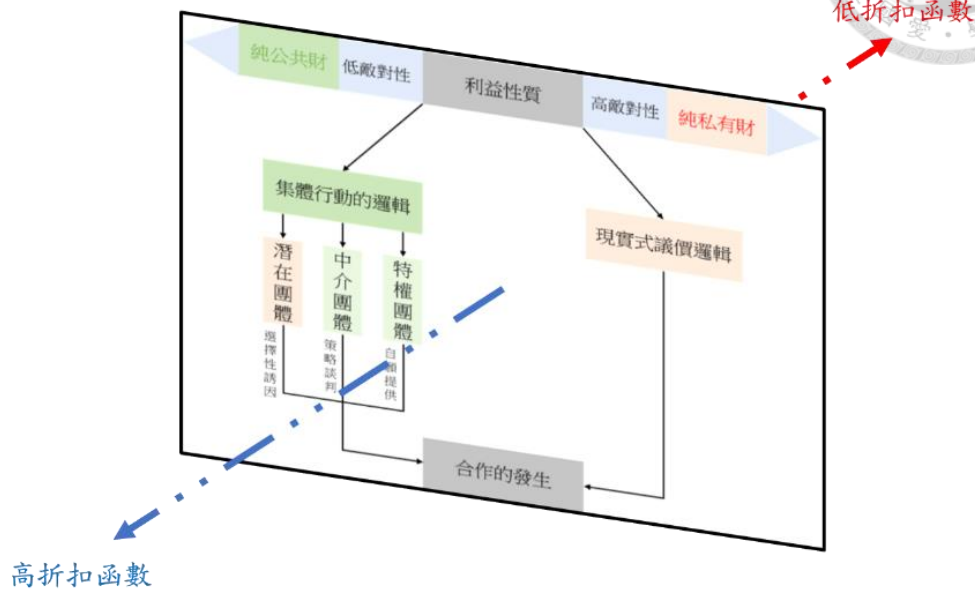 低折扣函數
純公共財
低敵對性
利益性質
高敵對性
純私有財
集體行動的邏輯
現實式議價邏輯
潛在團體
中介團體
特權團體
選擇性誘因
策略談判
自願提供
合作的發生
高折扣函數